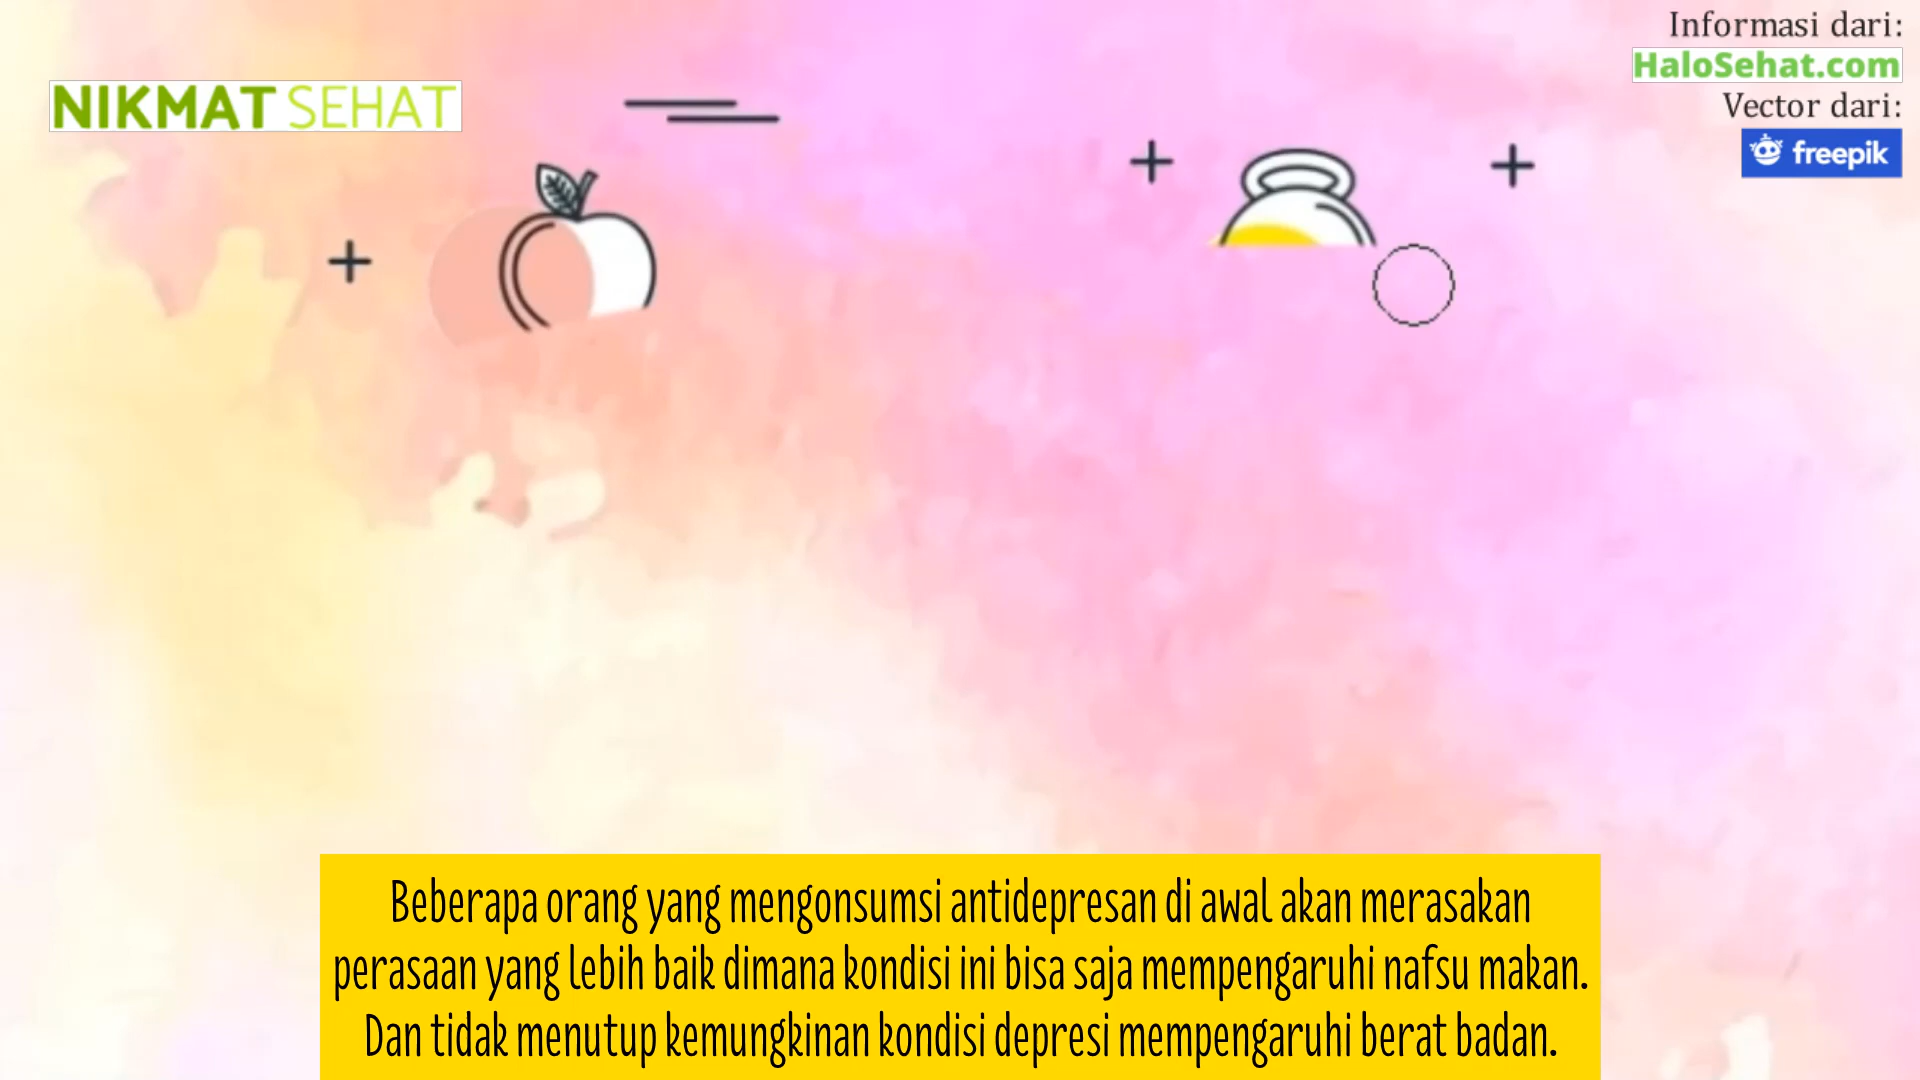 Informasi dari:
HaloSehat.com
NIKMAT SEHAT
Vector dari:
freepik
Beberapa orang yang mengonsumsi antidepresan di awal akan merasakan
perasaan yang lebih baik dimana kondisi ini bisa saja mempengaruhi nafsu makan.
Dan tidak menutup kemungkinan kondisi depresi mempengaruhi berat badan.